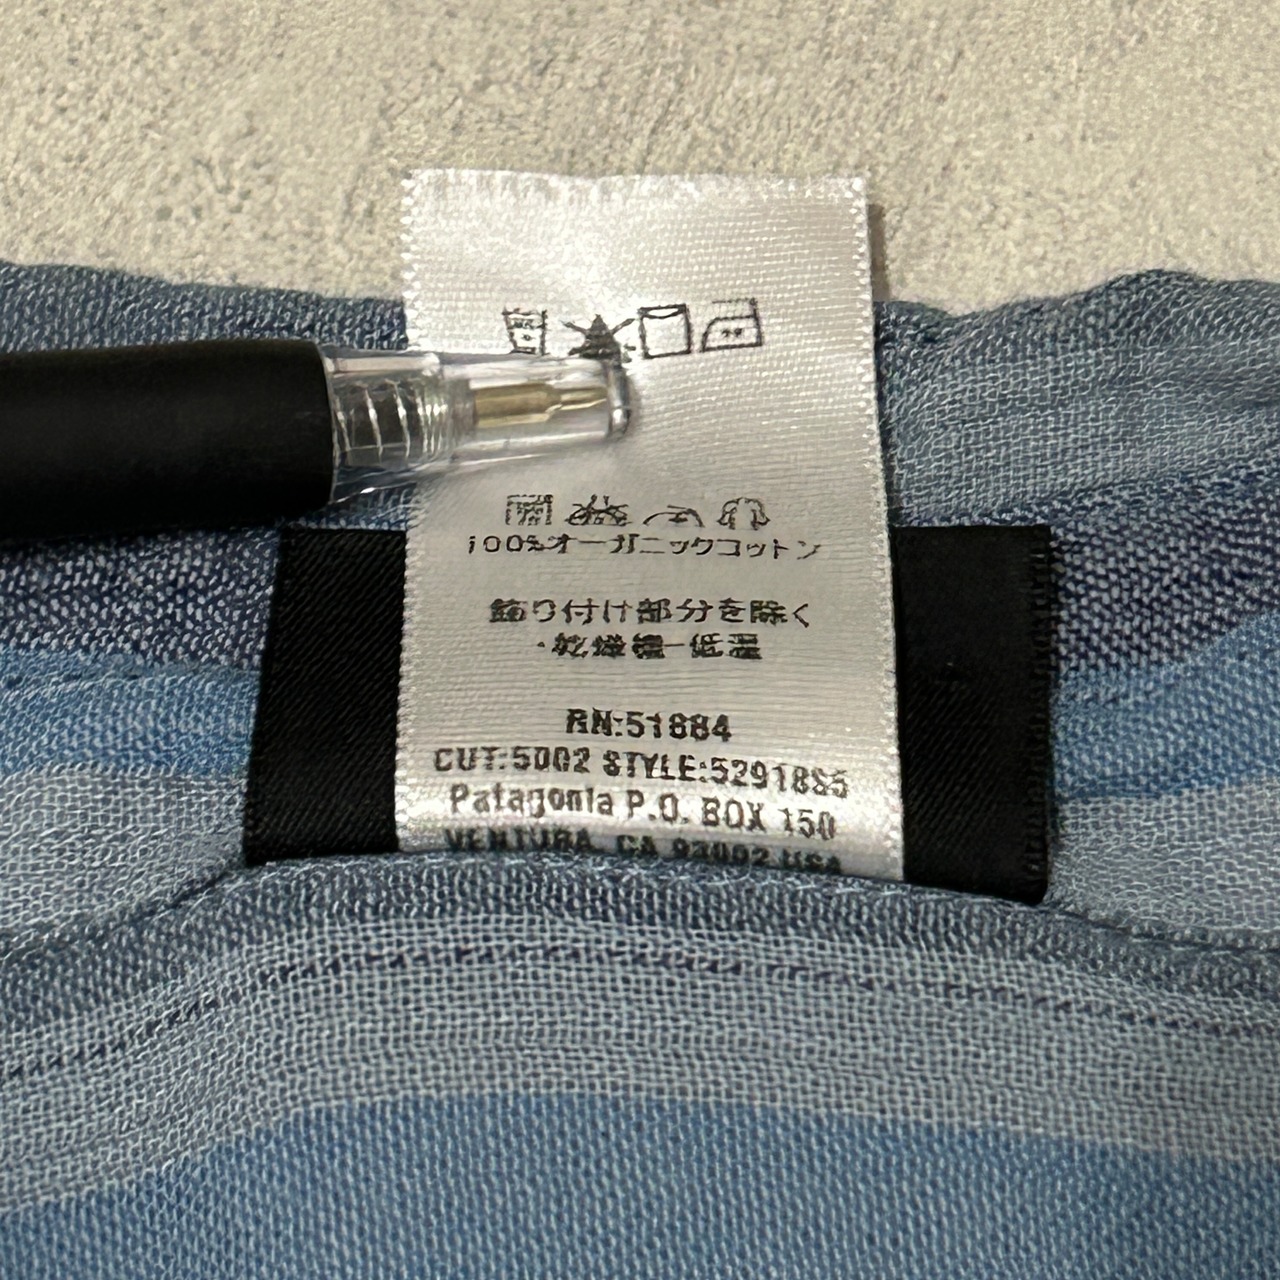 100%オーガニックコットン
飾り付け部分を除く
・乾燥機ー低温
RN:51884
CUT:5002 STYLE:52918S5
Patagonia P.O. BOX 150
VENTURA, CA 93002 USA